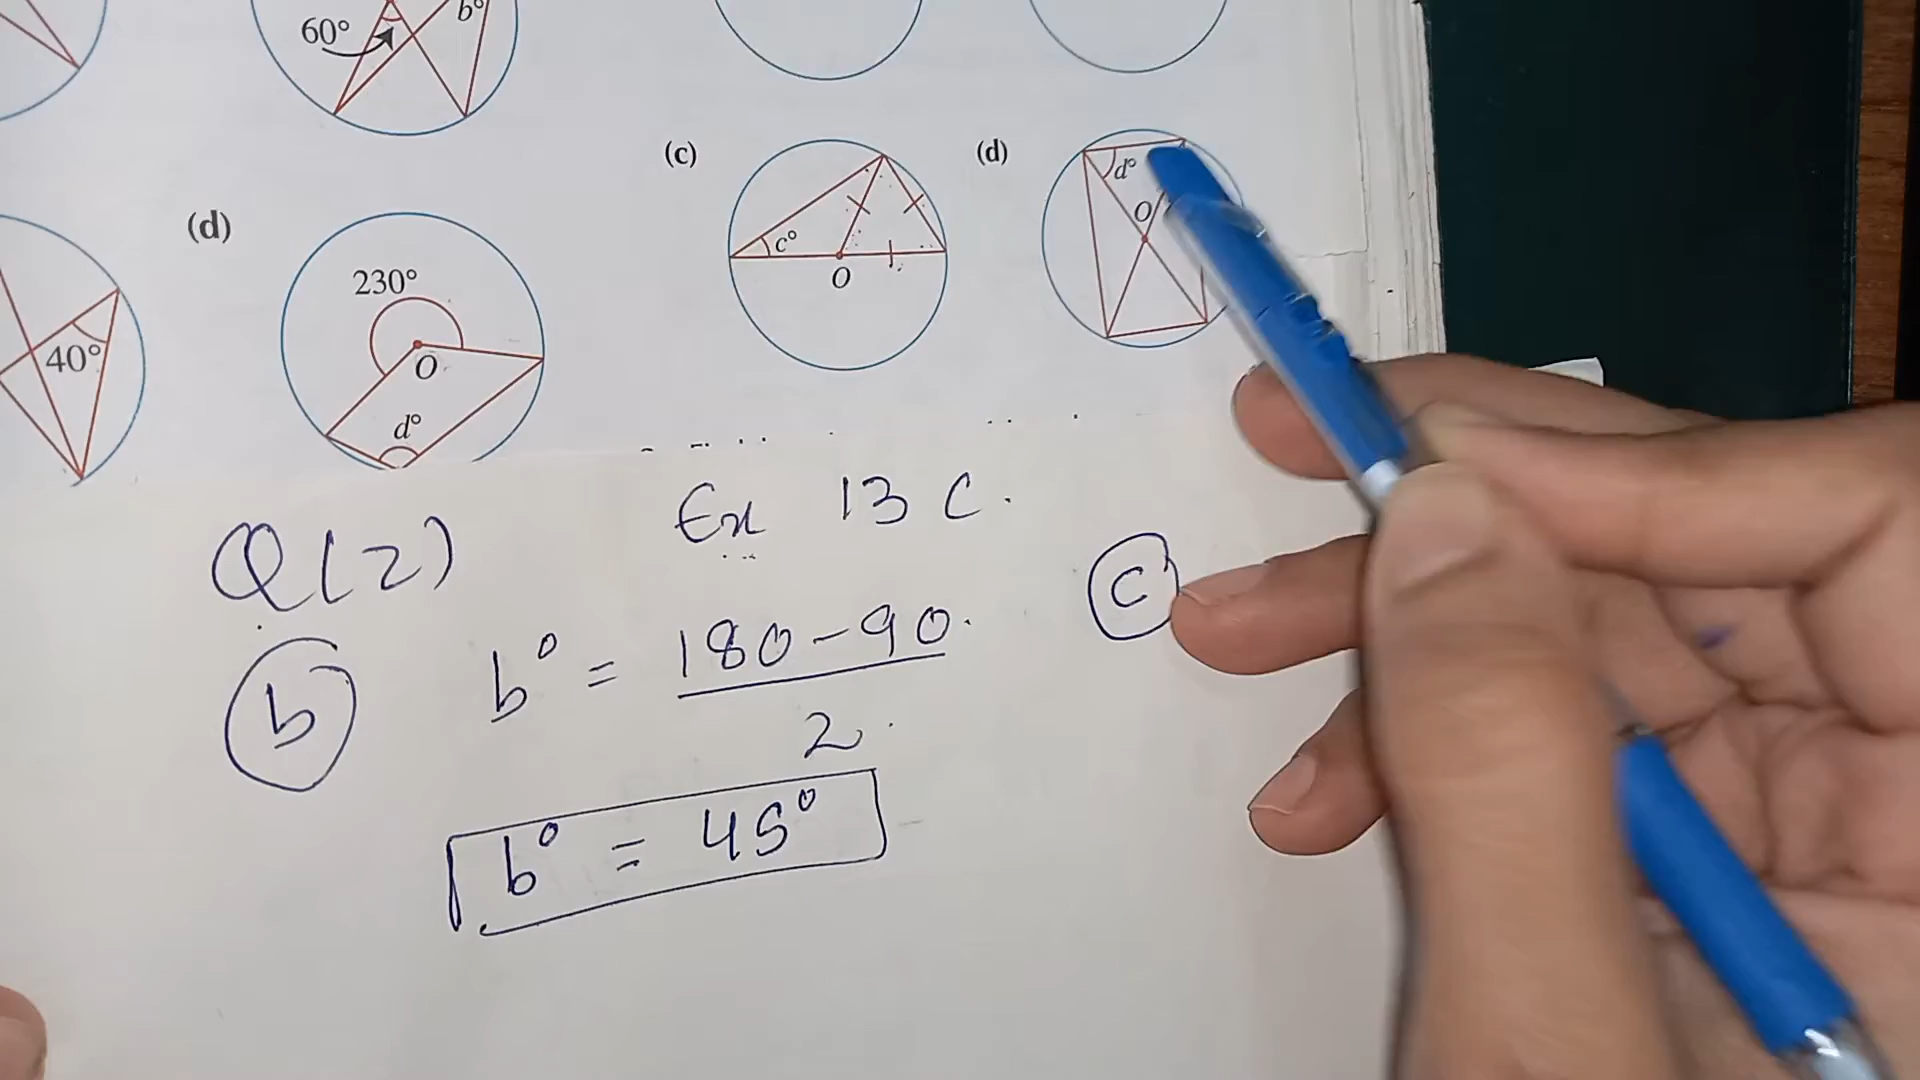 60°
b°
(c)
(d)
c°
O
d°
O
(d)
230°
O
d°
40°
Ex 13 C.
Q(2)
b
b° = 180-90
2
b° = 45°
C